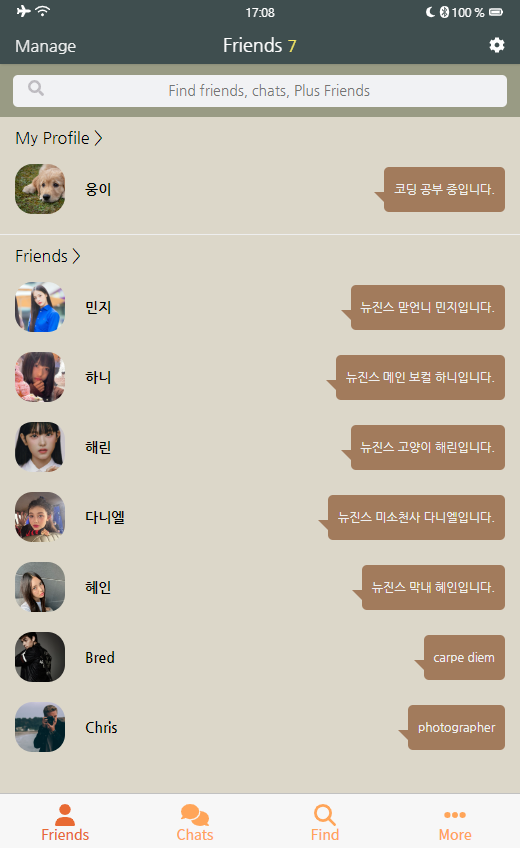 17:08
100 %
Manage
Friends 7
Find friends, chats, Plus Friends
My Profile
웅이
코딩 공부 중입니다.
Friends
민지
뉴진스 맏언니 민지입니다.
하니
뉴진스 메인 보컬 하니입니다.
해린
뉴진스 고양이 해린입니다.
다니엘
뉴진스 미소천사 다니엘입니다.
혜인
뉴진스 막내 혜인입니다.
Bred
carpe diem
Chris
photographer
Friends
Chats
Find
More